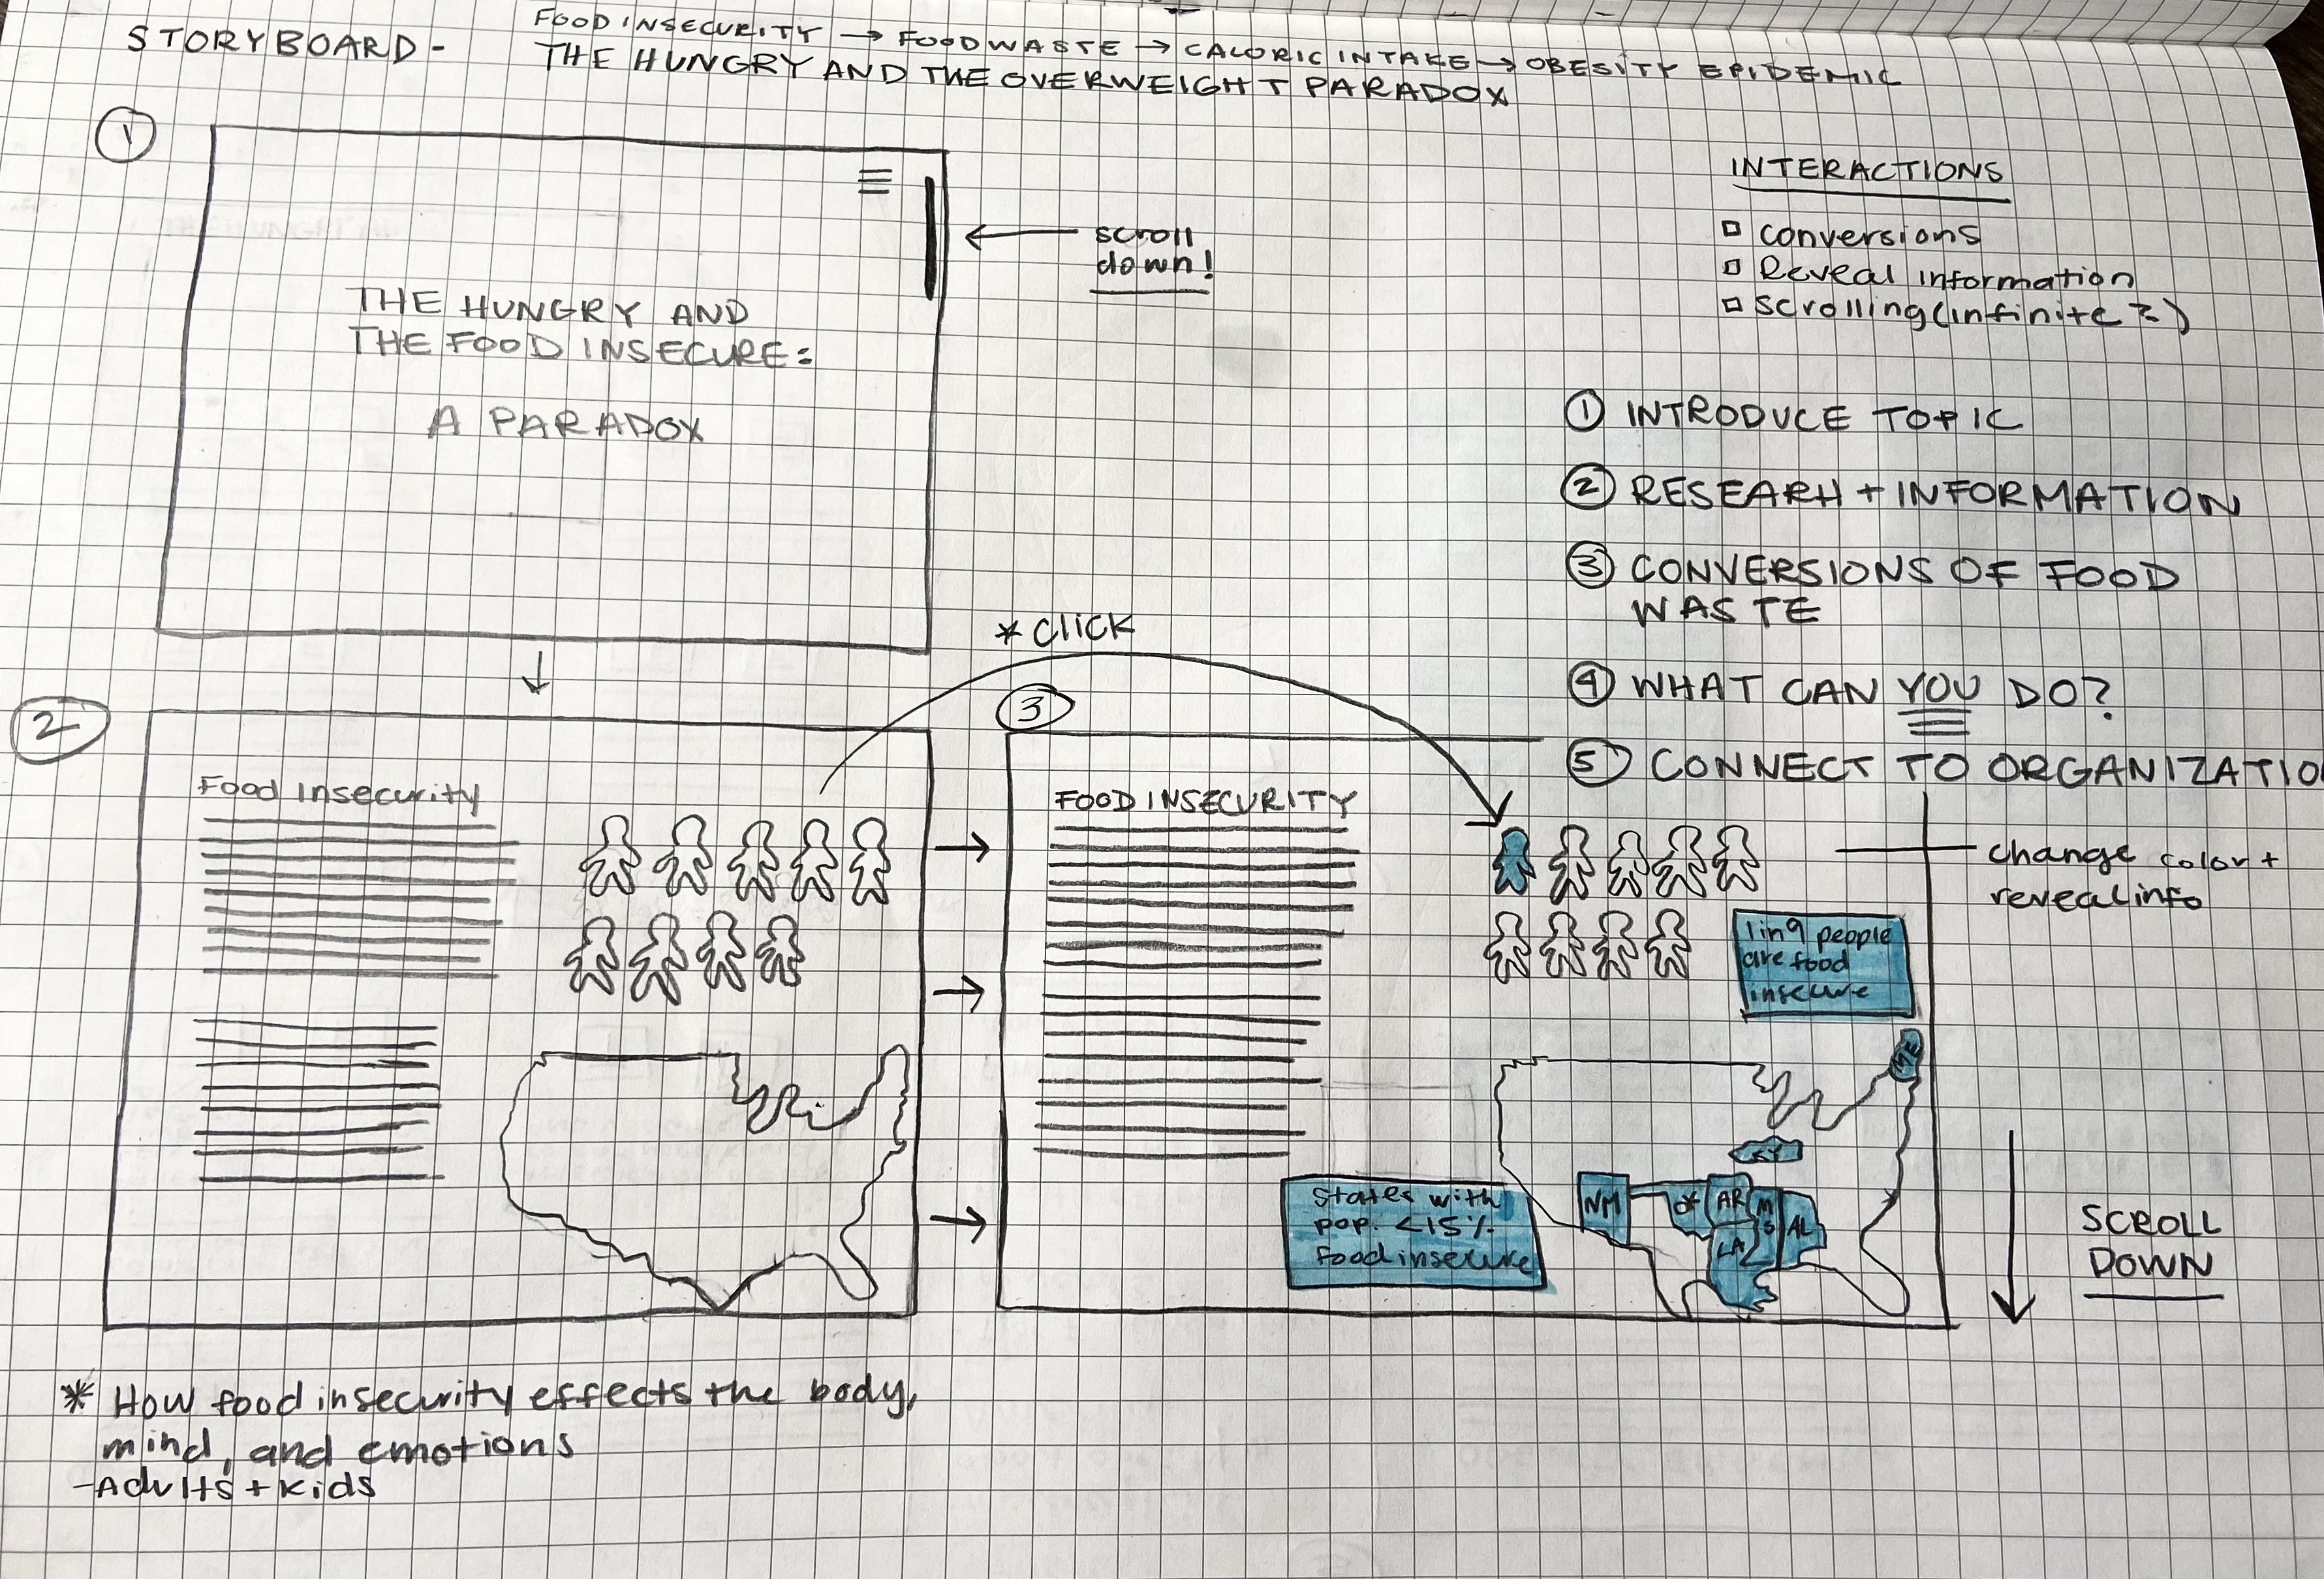 STORYBOARD -
FOOD INSECURITY → FOOD WASTE → CALORIC INTAKE → OBESITY EPIDEMIC
THE HUNGRY AND THE OVERWEIGHT PARADOX
1
THE HUNGRY AND
THE FOOD INSECURE:
A PARADOX
scroll
down!
INTERACTIONS
conversions
Reveal information
scrolling (infinite?)
1 INTRODUCE TOPIC
2 RESEARH + INFORMATION
3 CONVERSIONS OF FOOD
WASTE
4 WHAT CAN YOU DO?
5 CONNECT TO ORGANIZATIO
* Click
2
Food Insecurity
3
FOOD INSECURITY
change color +
reveal info
1 in 9 people
are food
insecure
States with
pop. <15%
Food insecure
ME
KY
NM
OK
AR
MS
AL
LA
SCROLL
DOWN
* How food insecurity effects the body,
mind, and emotions
- Adults + Kids